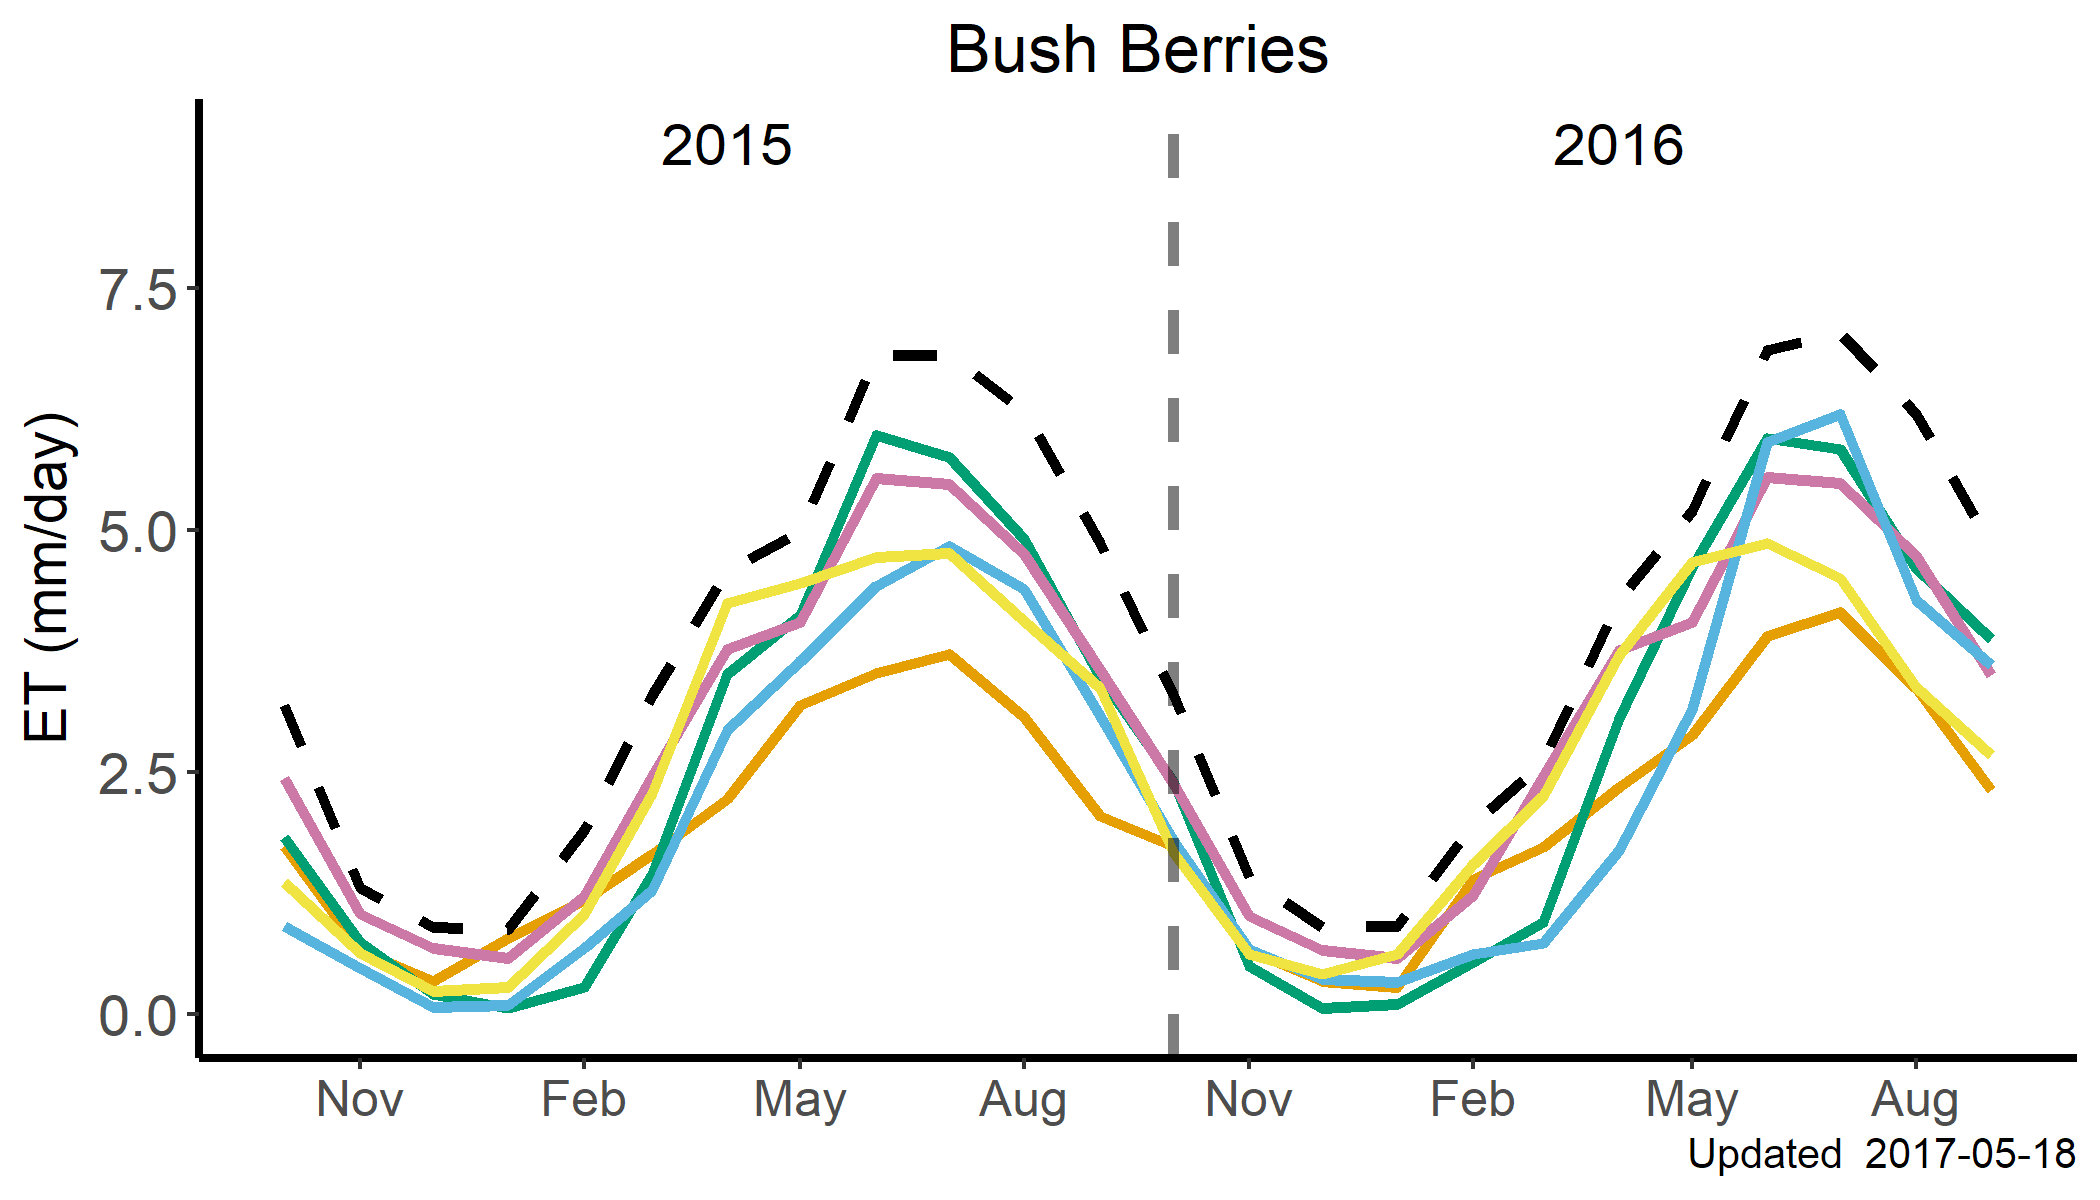 Bush Berries
2015 2016
ET (mm/day)
7.5
5.0
2.5
0.0
Nov Feb May Aug Nov Feb May Aug
Updated 2017-05-18